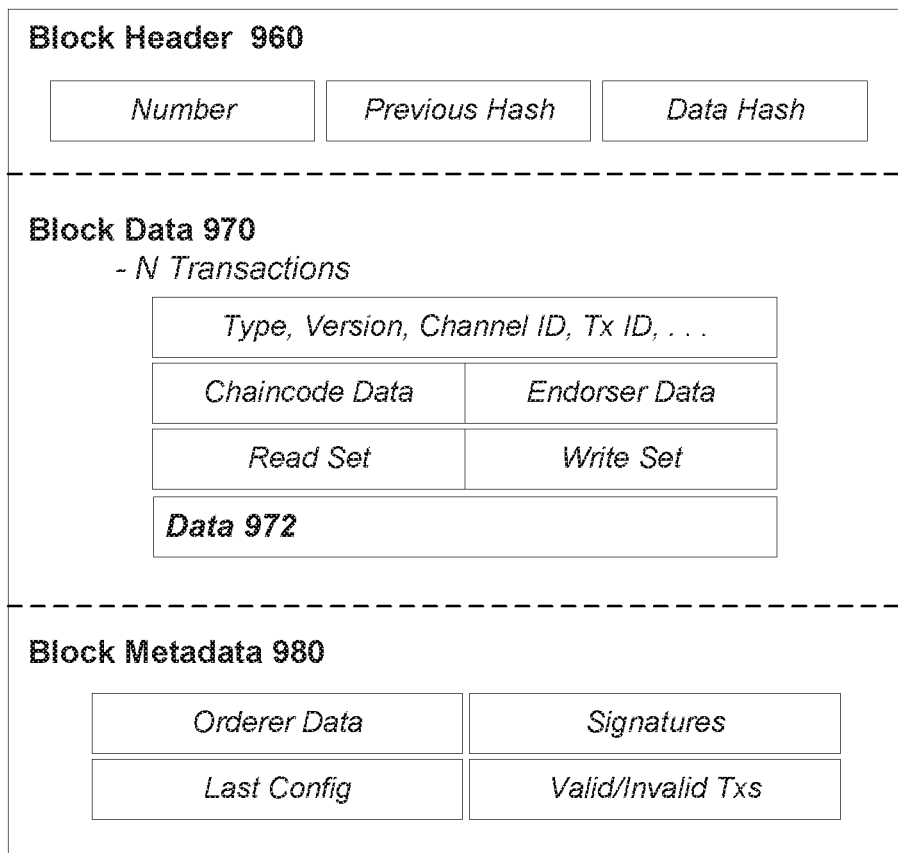 Block Header 960
Number
Previous Hash
Data Hash
Block Data 970
- N Transactions
Type, Version, Channel ID, Tx ID, . . .
Chaincode Data
Endorser Data
Read Set
Write Set
Data 972
Block Metadata 980
Orderer Data
Signatures
Last Config
Valid/Invalid Txs